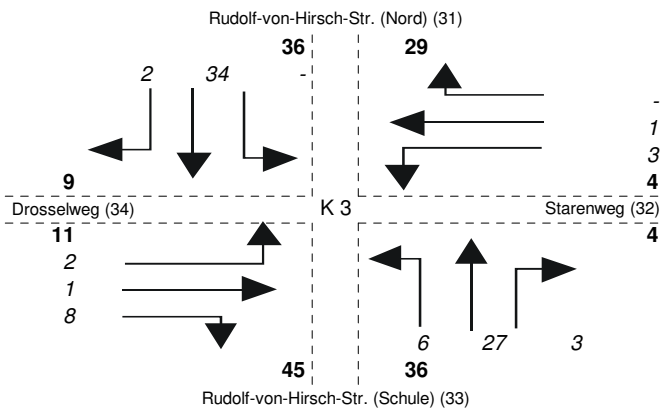 Rudolf-von-Hirsch-Str. (Nord) (31)
36 29
2 34 -
-
1
3
9 4
Drosselweg (34) K 3 Starenweg (32)
11 4
2
1
8
6 27 3
45 36
Rudolf-von-Hirsch-Str. (Schule) (33)